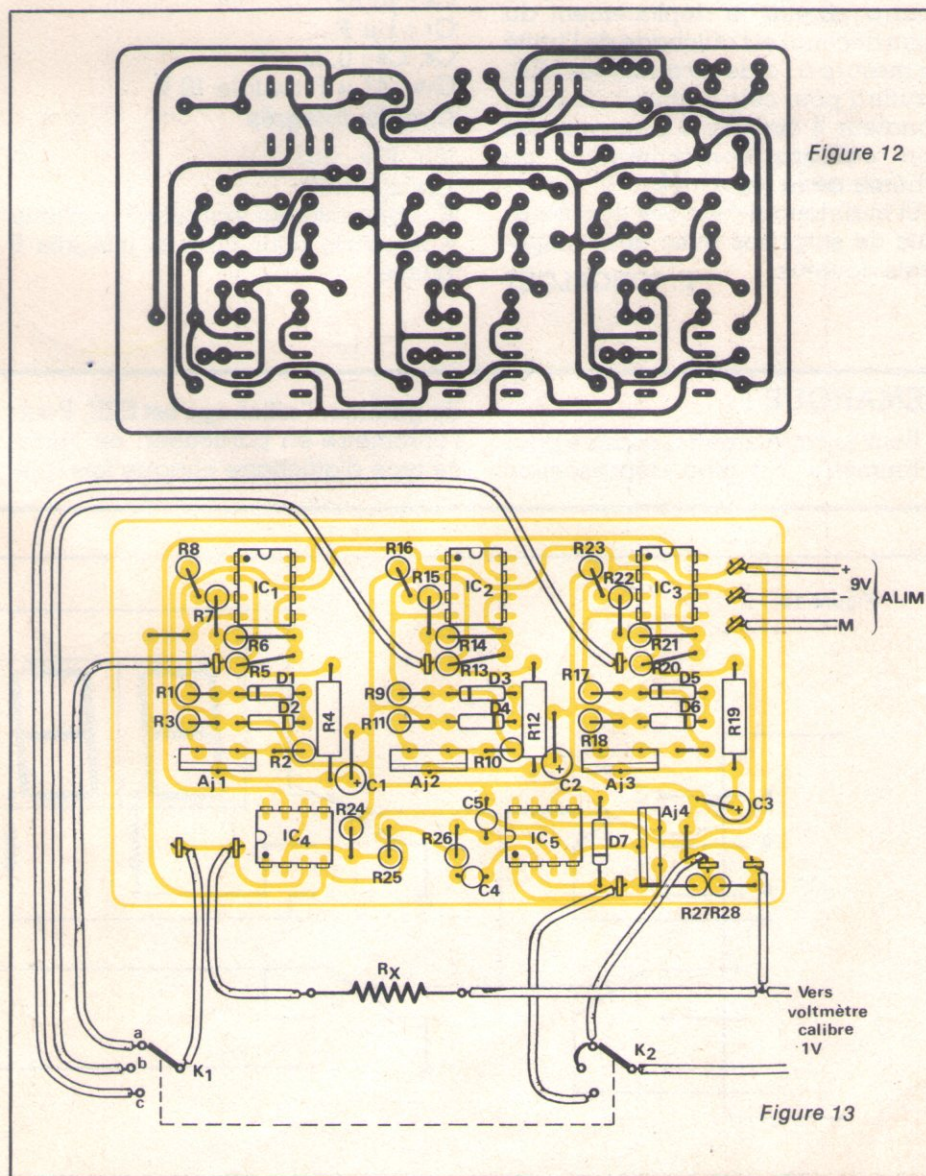 Figure 12
R8
R16
R23
R7
IC1
R15
IC2
R22
IC3
+
9V
−
ALIM
M
R6
R14
R21
R5
R13
R20
R1
D1
R9
D3
R17
D5
R3
D2
R4
R11
D4
R12
R18
D6
R19
R2
R10
Aj1
C1
Aj2
C2
Aj3
C3
R24
C5
Aj4
IC4
R26
IC5
D7
R25
C4
R27 R28
RX
Vers
voltmètre
calibre
1V
a
b
K1
c
K2
Figure 13